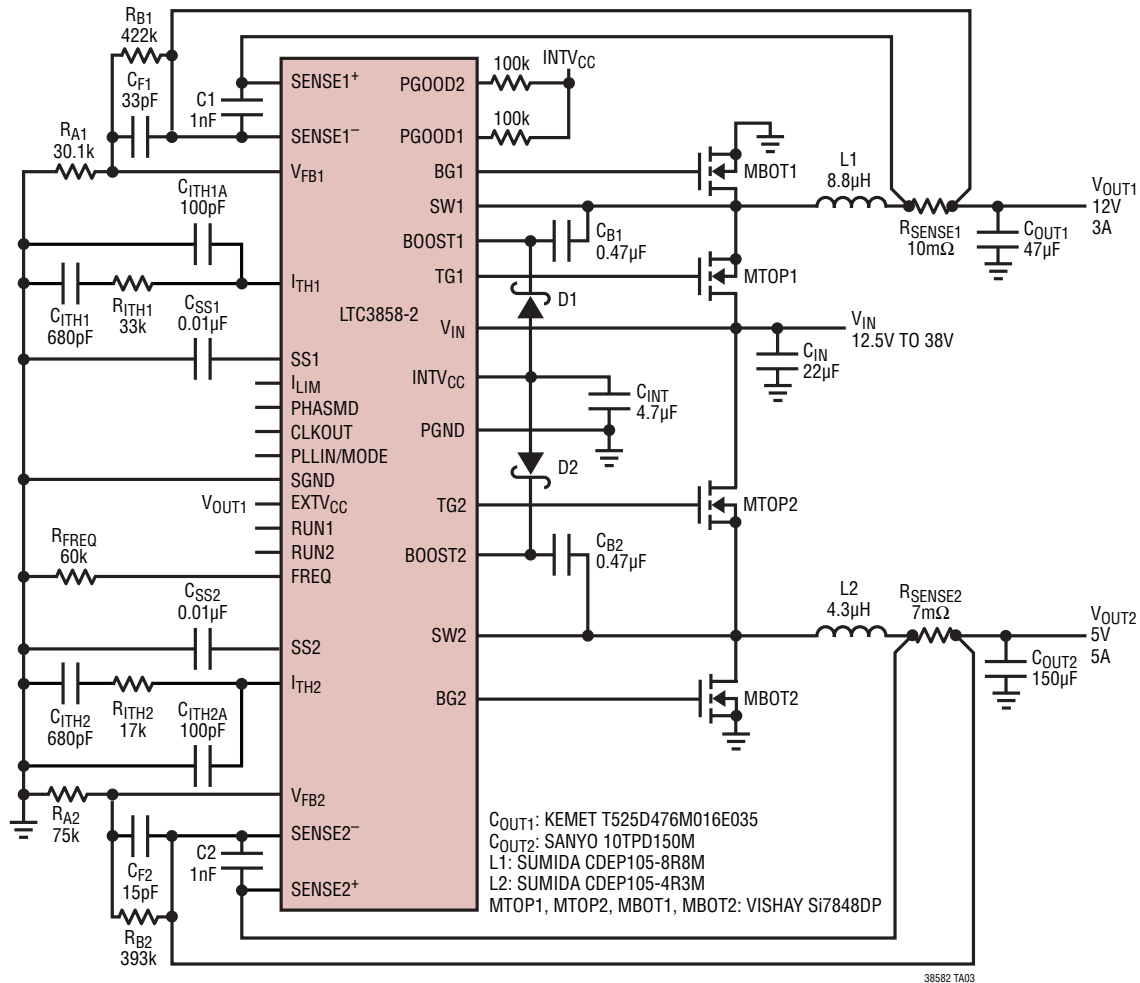 RB1
422k
CF1
33pF
C1
1nF
RA1
30.1k
CITH1A
100pF
CITH1
680pF
RITH1
33k
CSS1
0.01µF
VOUT1
RFREQ
60k
CSS2
0.01µF
CITH2
680pF
RITH2
17k
CITH2A
100pF
RA2
75k
CF2
15pF
C2
1nF
RB2
393k
LTC3858-2
SENSE1+
SENSE1–
VFB1
ITH1
SS1
ILIM
PHASMD
CLKOUT
PLLIN/MODE
SGND
EXTVCC
RUN1
RUN2
FREQ
SS2
ITH2
VFB2
SENSE2–
SENSE2+
PGOOD2
PGOOD1
BG1
SW1
BOOST1
TG1
VIN
INTVCC
PGND
TG2
BOOST2
SW2
BG2
100k
INTVCC
100k
MBOT1
L1
8.8µH
CB1
0.47µF
MTOP1
D1
RSENSE1
10mΩ
COUT1
47µF
VOUT1
12V
3A
VIN
12.5V TO 38V
CIN
22µF
CINT
4.7µF
D2
MTOP2
CB2
0.47µF
L2
4.3µH
RSENSE2
7mΩ
VOUT2
5V
5A
COUT2
150µF
MBOT2
COUT1: KEMET T525D476M016E035
COUT2: SANYO 10TPD150M
L1: SUMIDA CDEP105-8R8M
L2: SUMIDA CDEP105-4R3M
MTOP1, MTOP2, MBOT1, MBOT2: VISHAY Si7848DP
38582 TA03